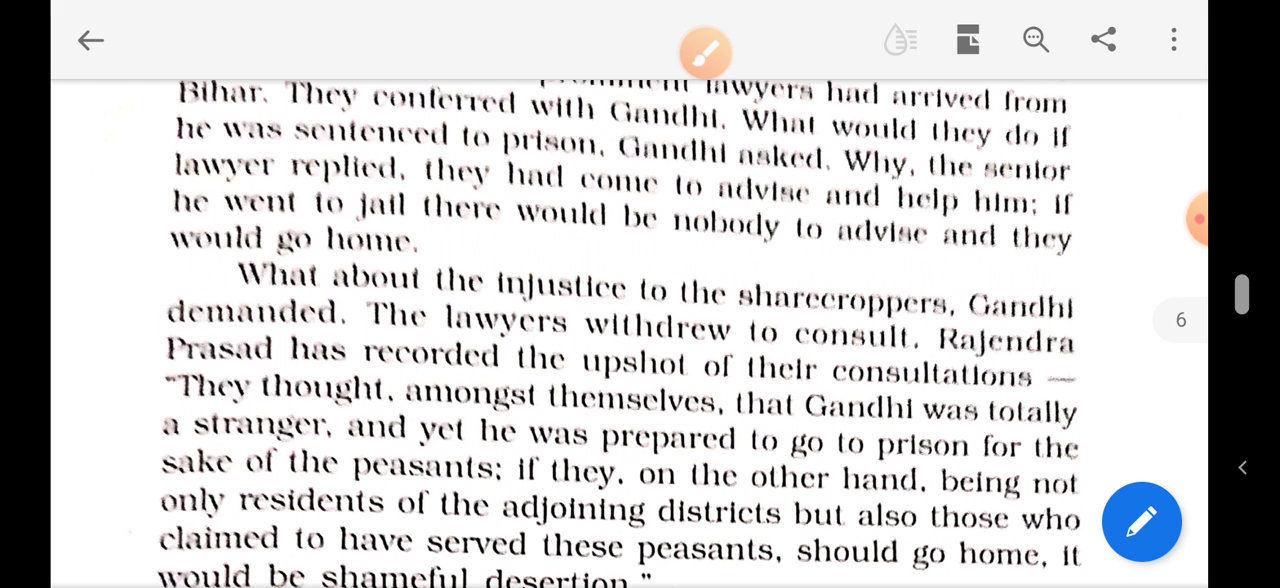 prominent lawyers had arrived from
Bihar. They conferred with Gandhi. What would they do if
he was sentenced to prison, Gandhi asked. Why, the senior
lawyer replied, they had come to advise and help him; if
he went to jail there would be nobody to advise and they
would go home.
What about the injustice to the sharecroppers, Gandhi
demanded. The lawyers withdrew to consult. Rajendra
Prasad has recorded the upshot of their consultations —
“They thought, amongst themselves, that Gandhi was totally
a stranger, and yet he was prepared to go to prison for the
sake of the peasants; if they, on the other hand, being not
only residents of the adjoining districts but also those who
claimed to have served these peasants, should go home, it
would be shameful desertion.”
6